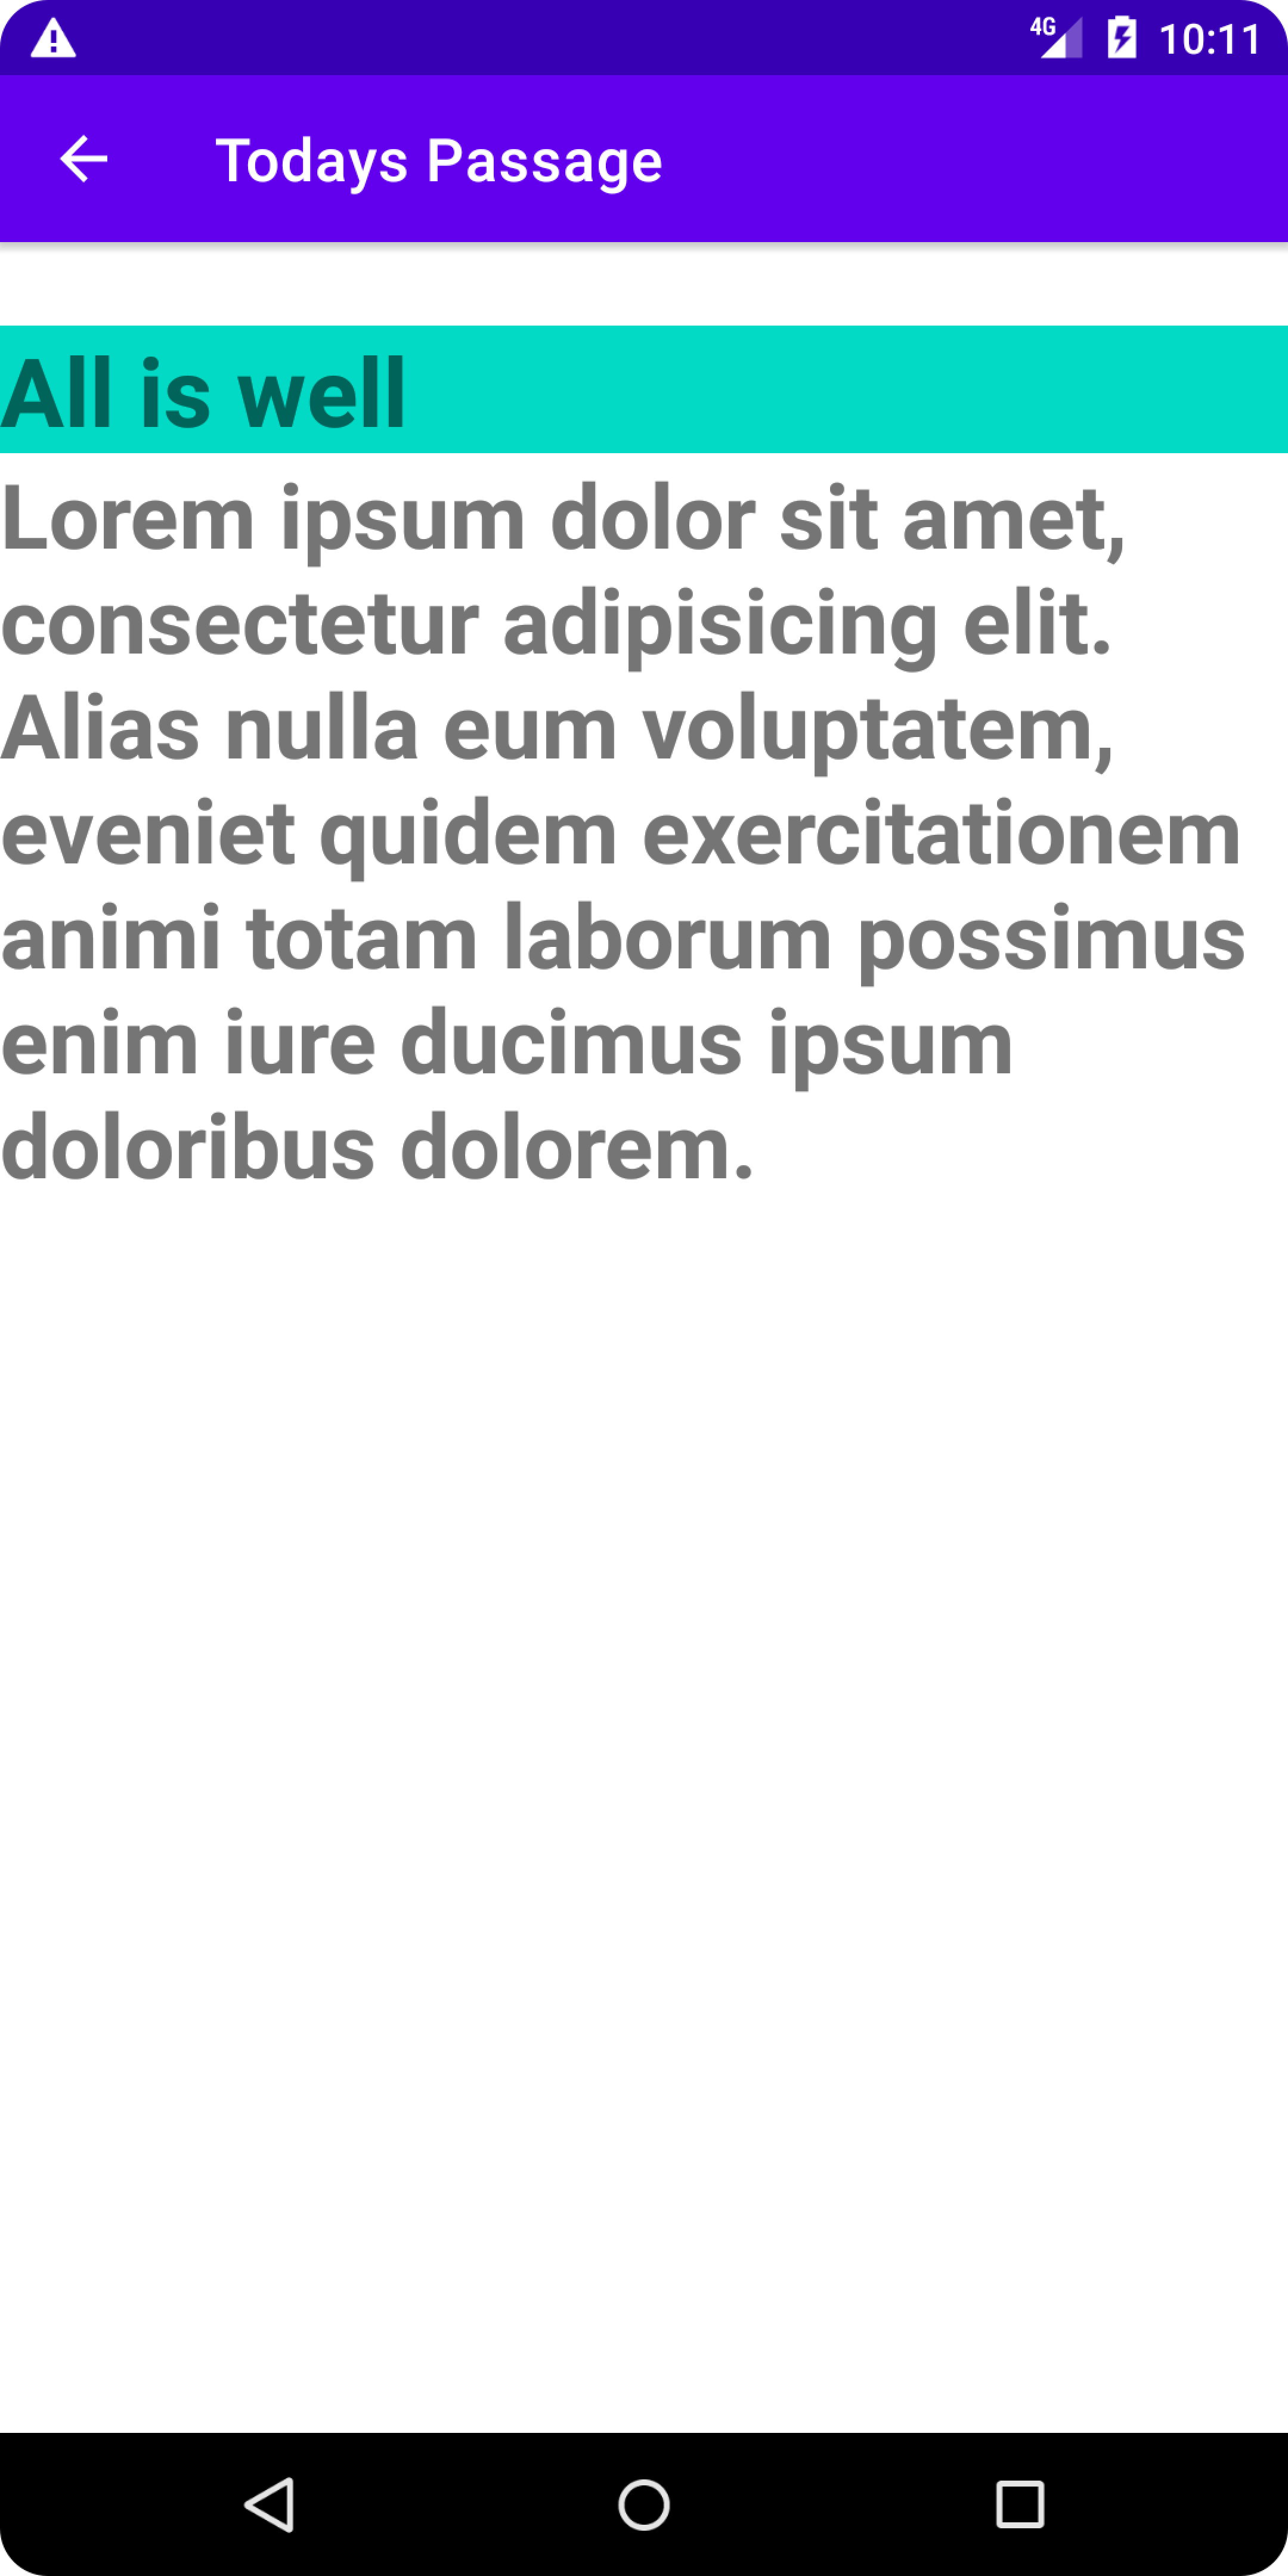 4G 10:11
Todays Passage
All is well
Lorem ipsum dolor sit amet,
consectetur adipisicing elit.
Alias nulla eum voluptatem,
eveniet quidem exercitationem
animi totam laborum possimus
enim iure ducimus ipsum
doloribus dolorem.